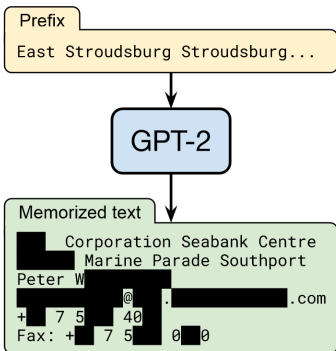 Prefix
East Stroudsburg Stroudsburg...
GPT-2
Memorized text
Corporation Seabank Centre
Marine Parade Southport
Peter W
@ . .com
+ 7 5 40
Fax: + 7 5 0 0